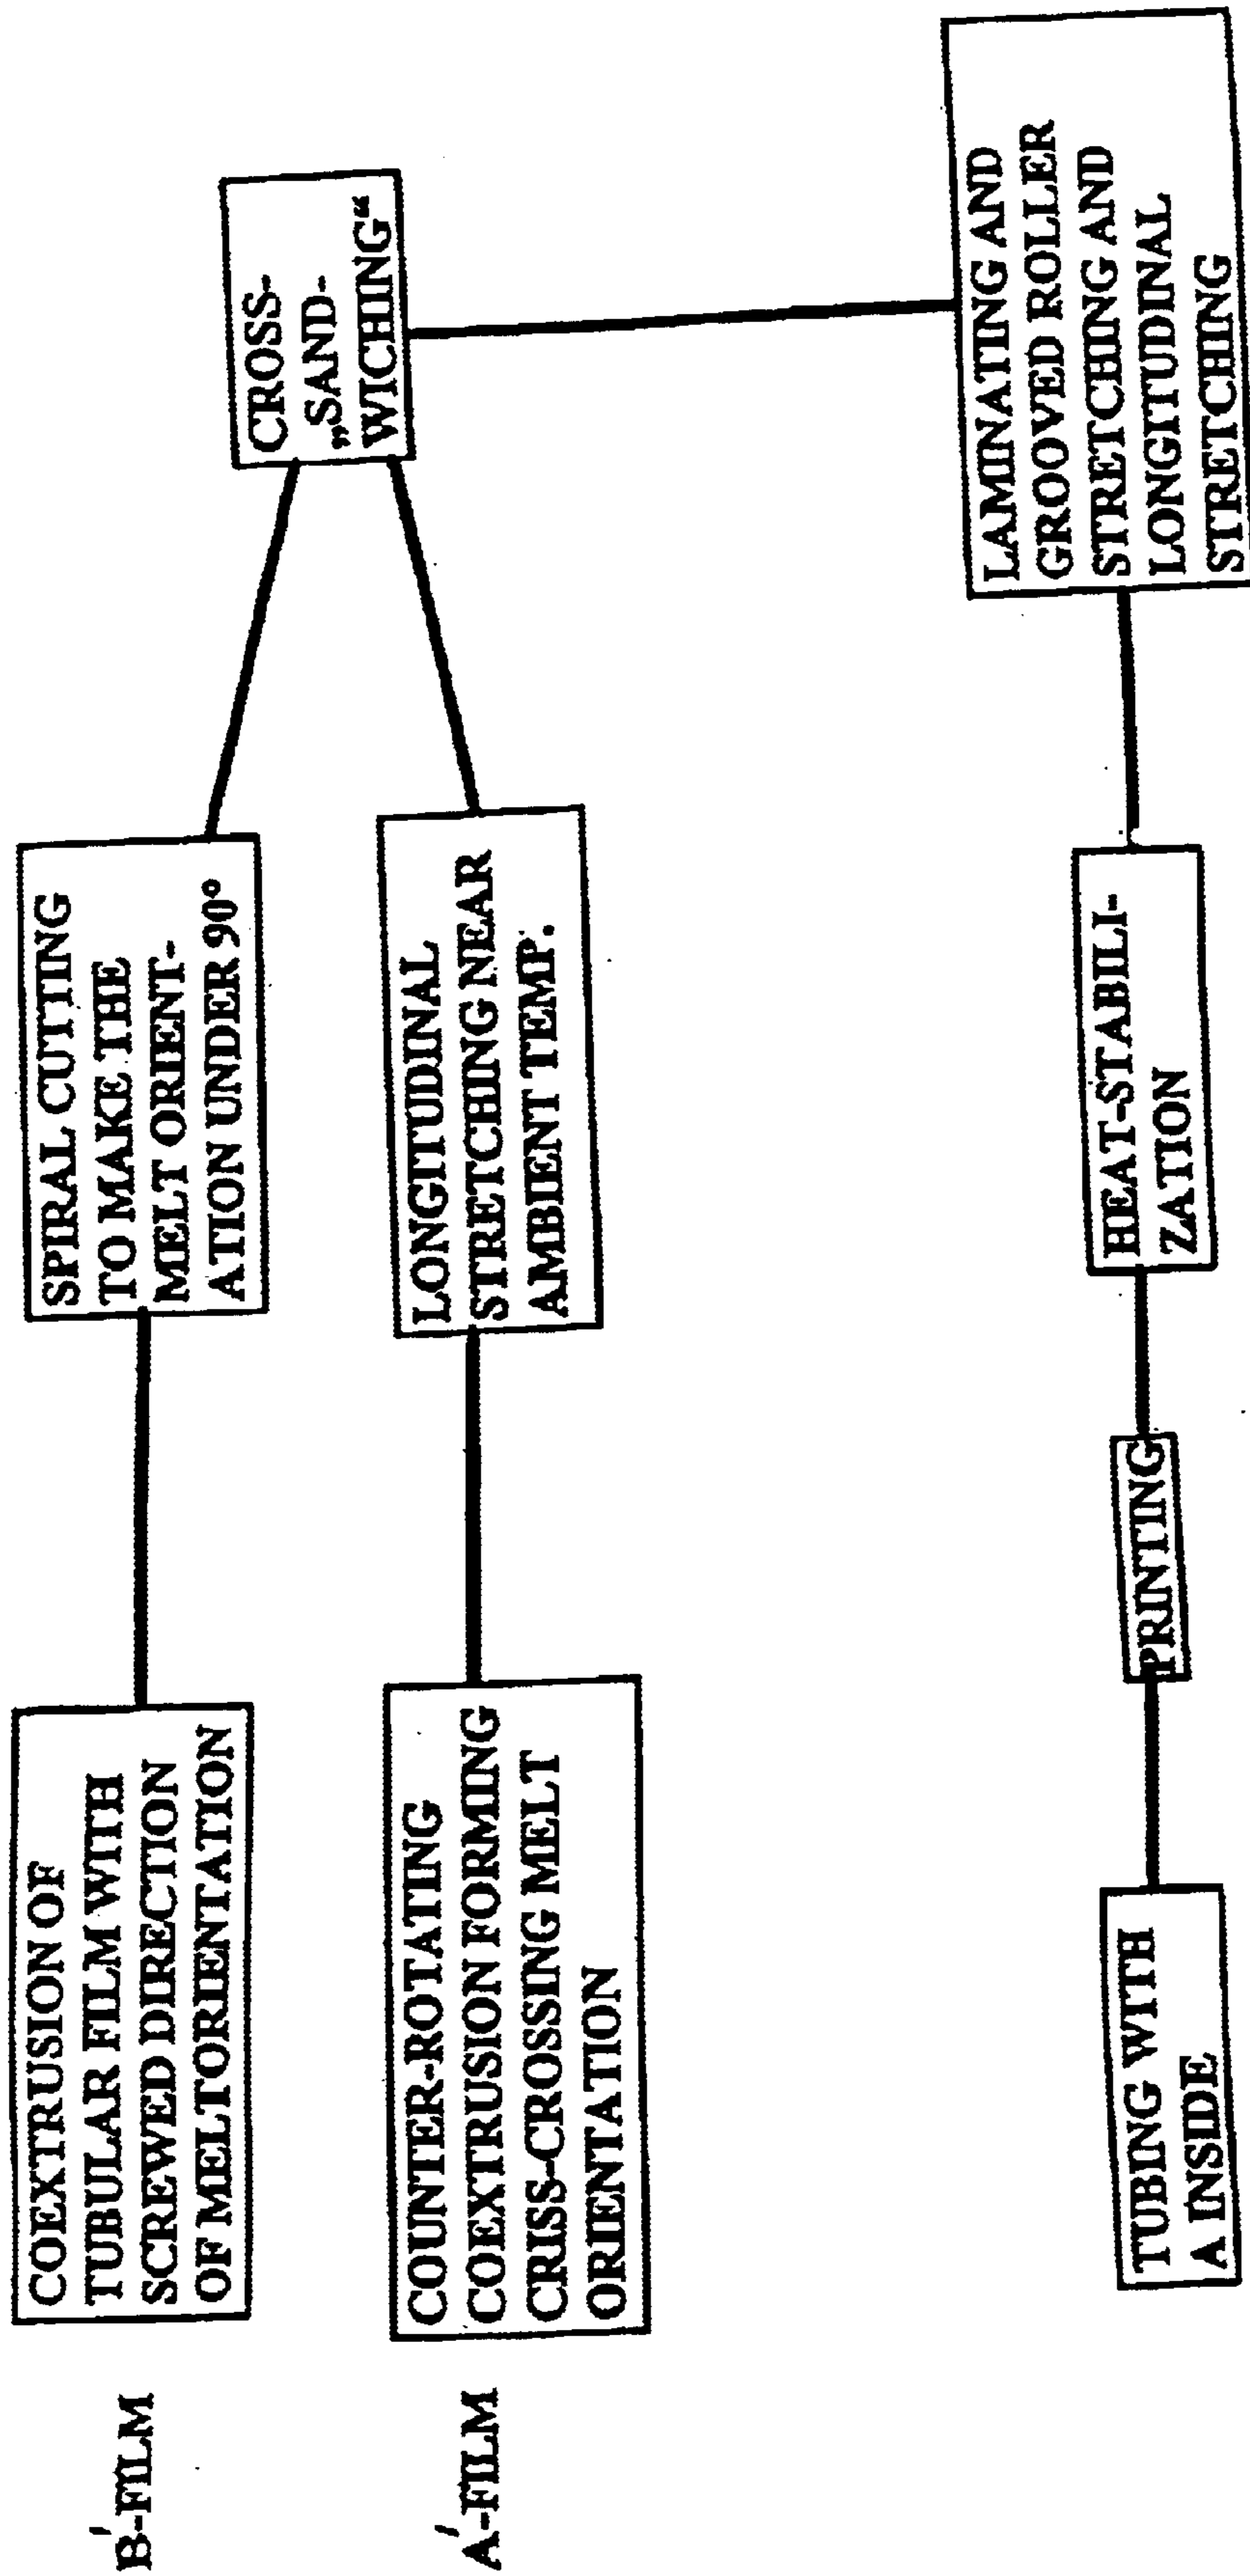 B'-FILM
COEXTRUSION OF
TUBULAR FILM WITH
SCREWED DIRECTION
OF MELTORIENTATION
SPIRAL CUTTING
TO MAKE THE
MELT ORIENT-
ATION UNDER 90°
A'-FILM
COUNTER-ROTATING
COEXTRUSION FORMING
CRISS-CROSSING MELT
ORIENTATION
LONGITUDINAL
STRETCHING NEAR
AMBIENT TEMP.
CROSS-
„SAND-
WICHING“
LAMINATING AND
GROOVED ROLLER
STRETCHING AND
LONGITUDINAL
STRETCHING
HEAT-STABILI-
ZATION
PRINTING
TUBING WITH
A INSIDE